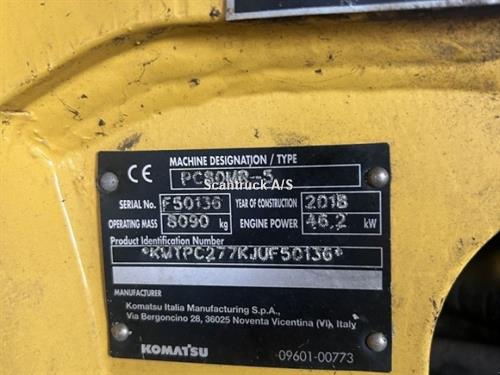 CE MACHINE DESIGNATION / TYPE
PC80MR-5
Scantruck A/S
SERIAL No. F50136 YEAR OF CONSTRUCTION 2018
OPERATING MASS 8090 kg ENGINE POWER 46.2 kW
Product Identification Number
*KMTPC277KJUF50136*
MANUFACTURER
Komatsu Italia Manufacturing S.p.A.,
Via Bergoncino 28, 36025 Noventa Vicentina (VI), Italy
KOMATSU 09601-00773